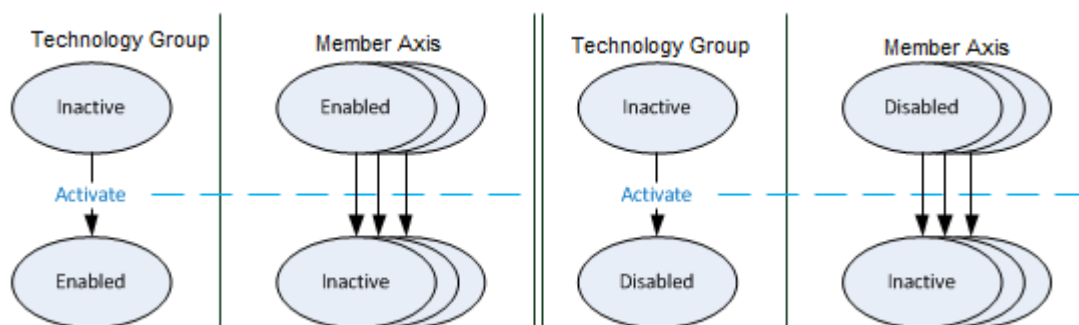 Technology Group
Member Axis
Technology Group
Member Axis
Inactive
Enabled
Inactive
Disabled
Activate
Activate
Enabled
Inactive
Disabled
Inactive